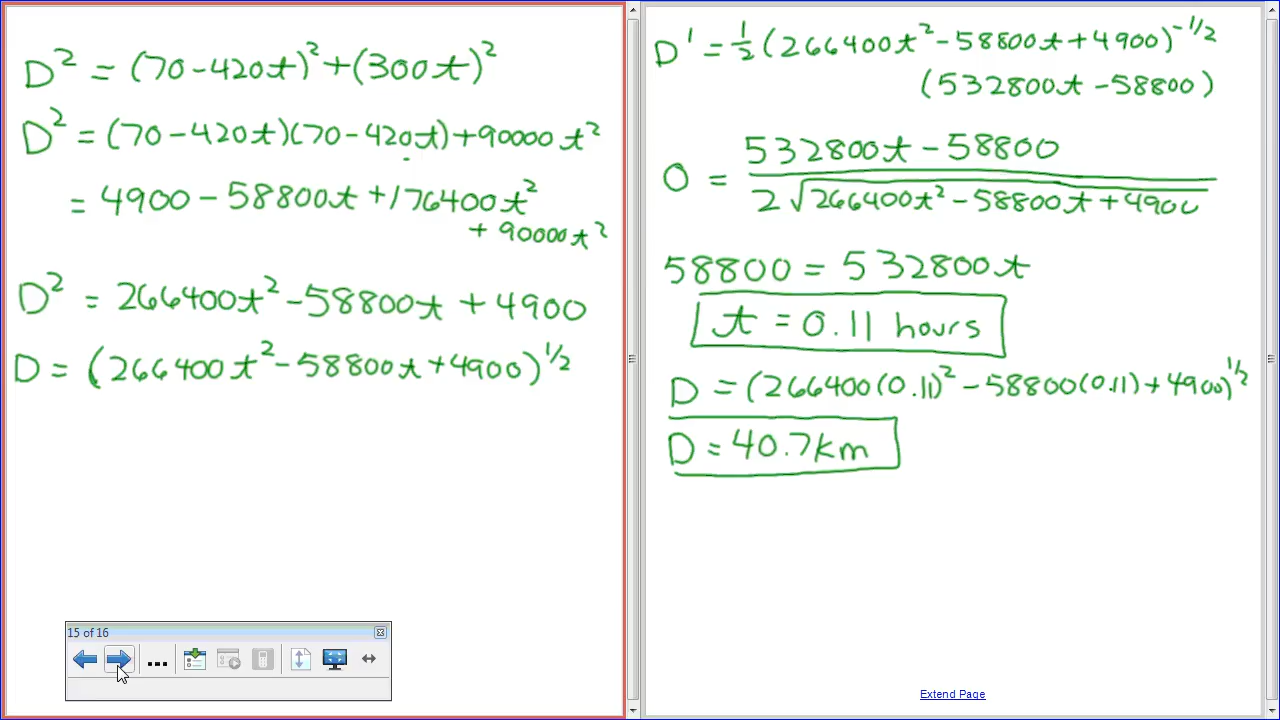 D² = (70-420t)² + (300t)²
D² = (70-420t)(70-420t) + 90000t²
= 4900 - 58800t + 176400t²
+ 90000t²
D² = 266400t² - 58800t + 4900
D = (266400t² - 58800t + 4900)^1/2
15 of 16
D' = 1/2 (266400t² - 58800t + 4900)^-1/2
(532800t - 58800)
0 = (532800t - 58800) / 2√(266400t² - 58800t + 4900)
58800 = 532800t
t = 0.11 hours
D = (266400(0.11)² - 58800(0.11) + 4900)^1/2
D = 40.7km
Extend Page